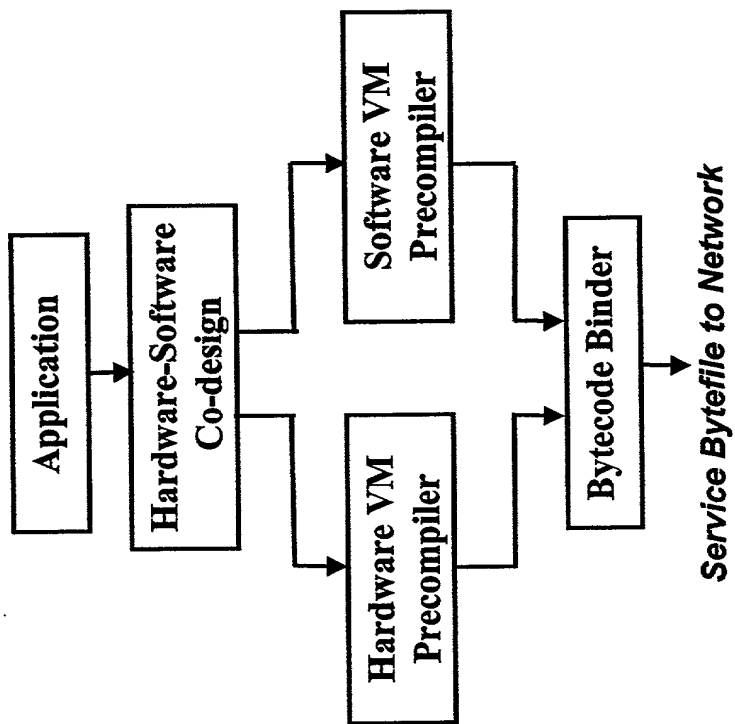 Application
Hardware-Software
Co-design
Hardware VM
Precompiler
Software VM
Precompiler
Bytecode Binder
Service Bytefile to Network